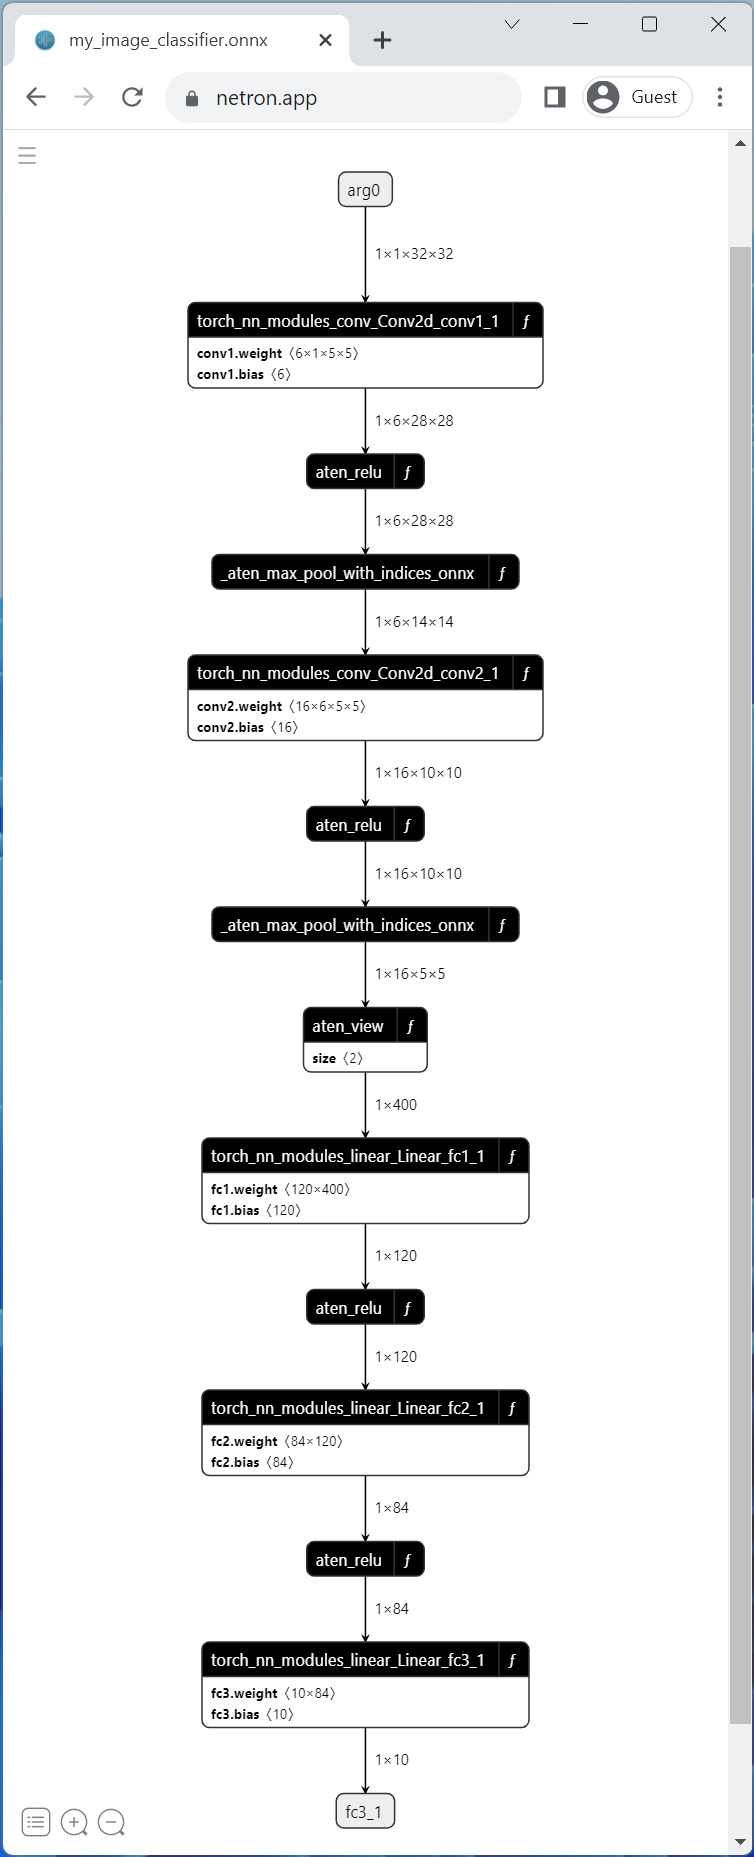 my_image_classifier.onnx
netron.app
Guest
arg0
1×1×32×32
torch_nn_modules_conv_Conv2d_conv1_1 ƒ
conv1.weight 〈6×1×5×5〉
conv1.bias 〈6〉
1×6×28×28
aten_relu ƒ
1×6×28×28
_aten_max_pool_with_indices_onnx ƒ
1×6×14×14
torch_nn_modules_conv_Conv2d_conv2_1 ƒ
conv2.weight 〈16×6×5×5〉
conv2.bias 〈16〉
1×16×10×10
aten_relu ƒ
1×16×10×10
_aten_max_pool_with_indices_onnx ƒ
1×16×5×5
aten_view ƒ
size 〈2〉
1×400
torch_nn_modules_linear_Linear_fc1_1 ƒ
fc1.weight 〈120×400〉
fc1.bias 〈120〉
1×120
aten_relu ƒ
1×120
torch_nn_modules_linear_Linear_fc2_1 ƒ
fc2.weight 〈84×120〉
fc2.bias 〈84〉
1×84
aten_relu ƒ
1×84
torch_nn_modules_linear_Linear_fc3_1 ƒ
fc3.weight 〈10×84〉
fc3.bias 〈10〉
1×10
fc3_1